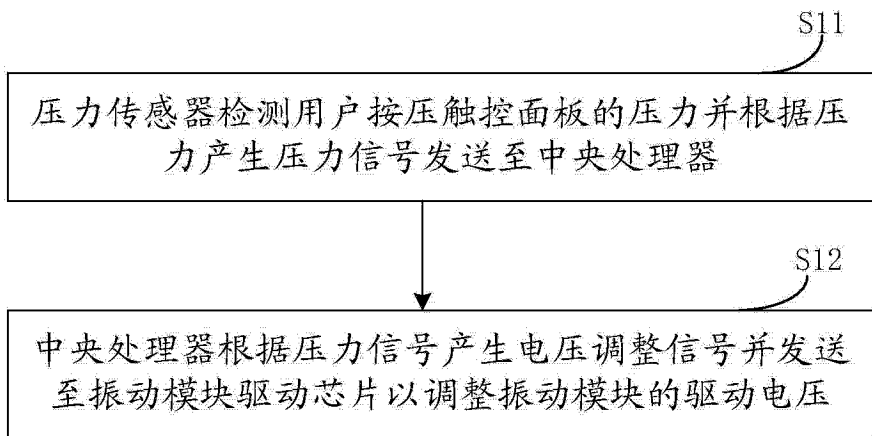 S11
压力传感器检测用户按压触控面板的压力并根据压
力产生压力信号发送至中央处理器
S12
中央处理器根据压力信号产生电压调整信号并发送
至振动模块驱动芯片以调整振动模块的驱动电压